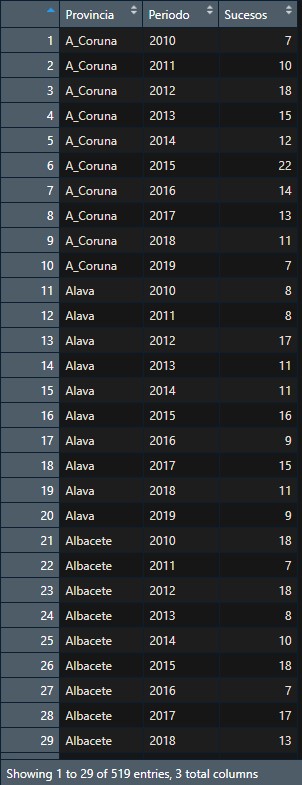 Provincia Periodo Sucesos
1 A_Coruna 2010 7
2 A_Coruna 2011 10
3 A_Coruna 2012 18
4 A_Coruna 2013 15
5 A_Coruna 2014 12
6 A_Coruna 2015 22
7 A_Coruna 2016 14
8 A_Coruna 2017 13
9 A_Coruna 2018 11
10 A_Coruna 2019 7
11 Alava 2010 8
12 Alava 2011 8
13 Alava 2012 17
14 Alava 2013 11
15 Alava 2014 11
16 Alava 2015 16
17 Alava 2016 9
18 Alava 2017 15
19 Alava 2018 11
20 Alava 2019 9
21 Albacete 2010 18
22 Albacete 2011 7
23 Albacete 2012 18
24 Albacete 2013 8
25 Albacete 2014 10
26 Albacete 2015 18
27 Albacete 2016 7
28 Albacete 2017 17
29 Albacete 2018 13
Showing 1 to 29 of 519 entries, 3 total columns